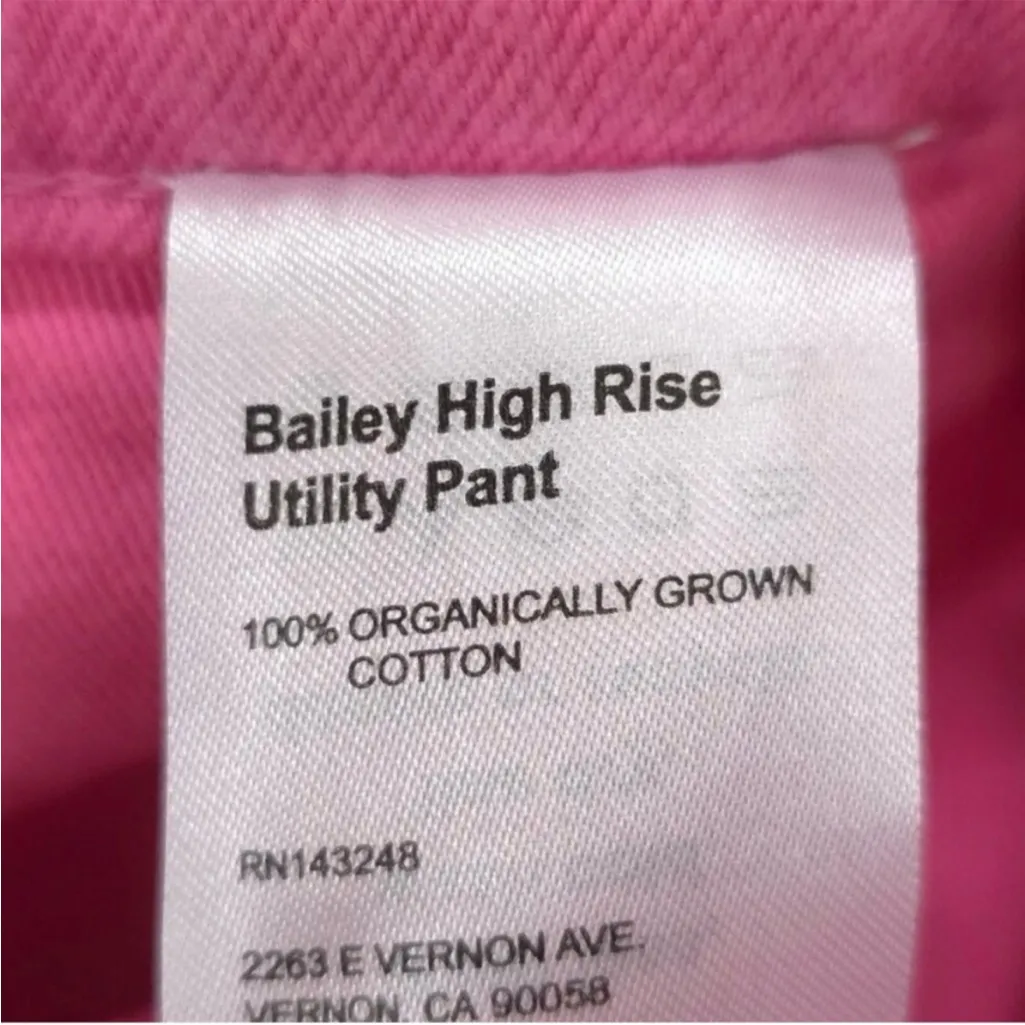 Bailey High Rise
Utility Pant
100% ORGANICALLY GROWN
COTTON
RN143248
2263 E VERNON AVE.
VERNON, CA 90058